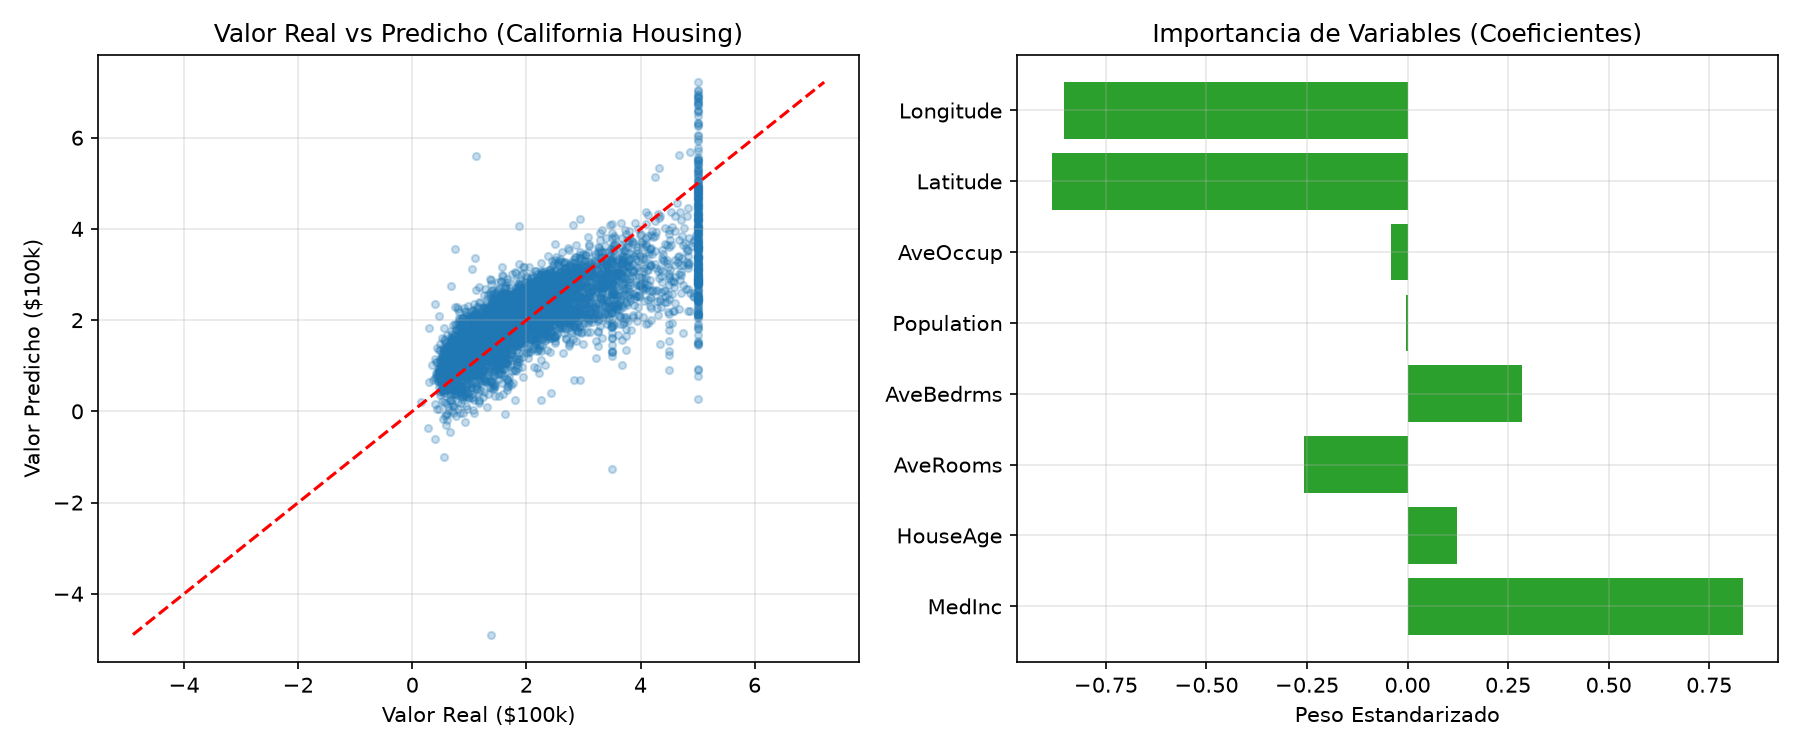 Valor Real vs Predicho (California Housing)
Valor Predicho ($100k)
6
4
2
0
−2
−4
−4
−2
0
2
4
6
Valor Real ($100k)
Importancia de Variables (Coeficientes)
Longitude
Latitude
AveOccup
Population
AveBedrms
AveRooms
HouseAge
MedInc
−0.75
−0.50
−0.25
0.00
0.25
0.50
0.75
Peso Estandarizado